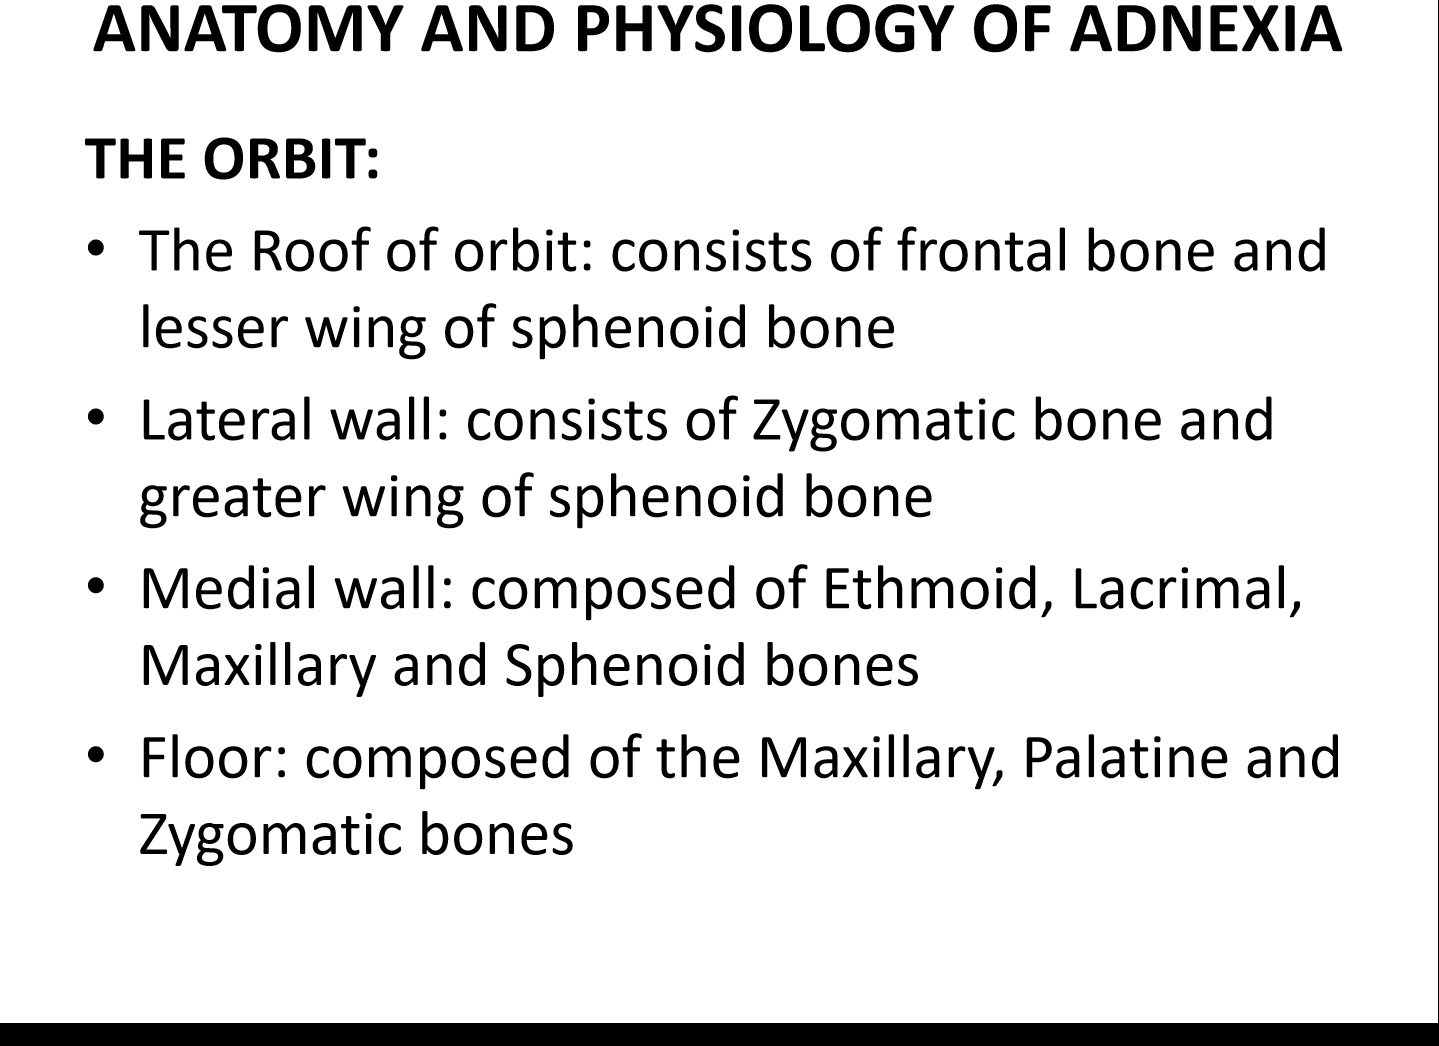 ANATOMY AND PHYSIOLOGY OF ADNEXIA
THE ORBIT:
• The Roof of orbit: consists of frontal bone and
lesser wing of sphenoid bone
• Lateral wall: consists of Zygomatic bone and
greater wing of sphenoid bone
• Medial wall: composed of Ethmoid, Lacrimal,
Maxillary and Sphenoid bones
• Floor: composed of the Maxillary, Palatine and
Zygomatic bones